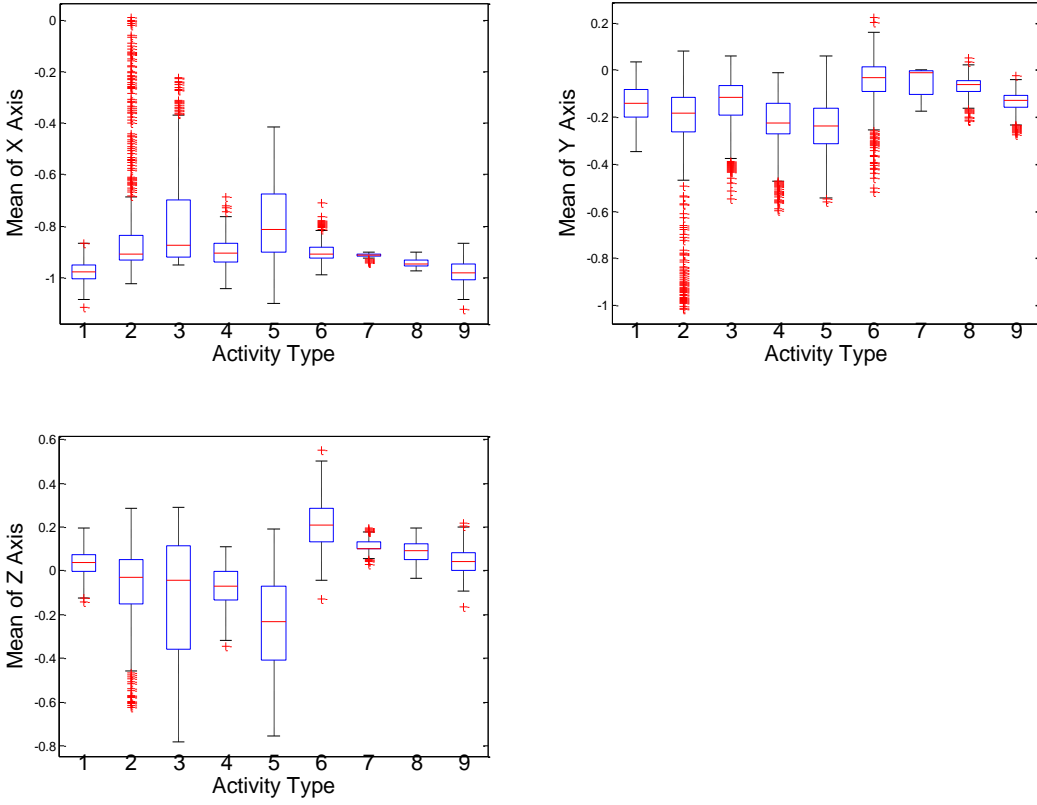 Mean of X Axis
0
-0.2
-0.4
-0.6
-0.8
-1
1 2 3 4 5 6 7 8 9
Activity Type
Mean of Y Axis
0.2
0
-0.2
-0.4
-0.6
-0.8
-1
1 2 3 4 5 6 7 8 9
Activity Type
Mean of Z Axis
0.6
0.4
0.2
0
-0.2
-0.4
-0.6
-0.8
1 2 3 4 5 6 7 8 9
Activity Type